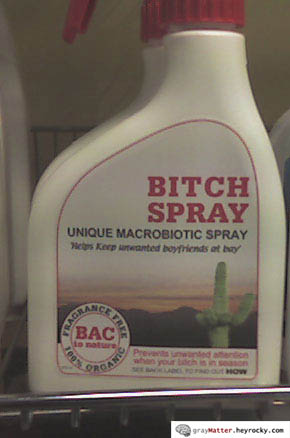 BITCH
SPRAY
UNIQUE MACROBIOTIC SPRAY
'Helps Keep unwanted boyfriends at bay'
FRAGRANCE FREE
BAC
to nature
100% ORGANIC
Prevents unwanted attention
when your bitch is in season
SEE BACK LABEL TO FIND OUT HOW
grayMatter.heyrocky.com